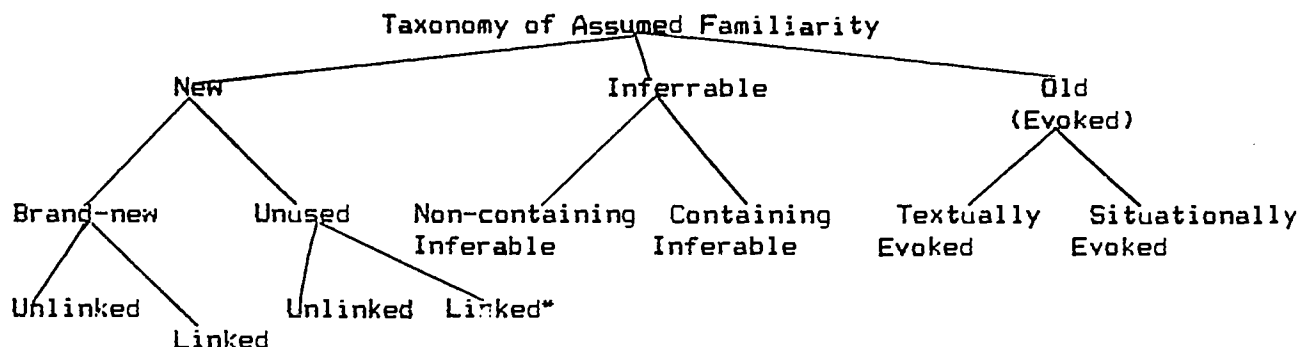 Taxonomy of Assumed Familiarity
New Inferrable Old
(Evoked)
Brand-new Unused Non-containing Containing Textually Situationally
Inferable Inferable Evoked Evoked
Unlinked Unlinked Linked*
Linked